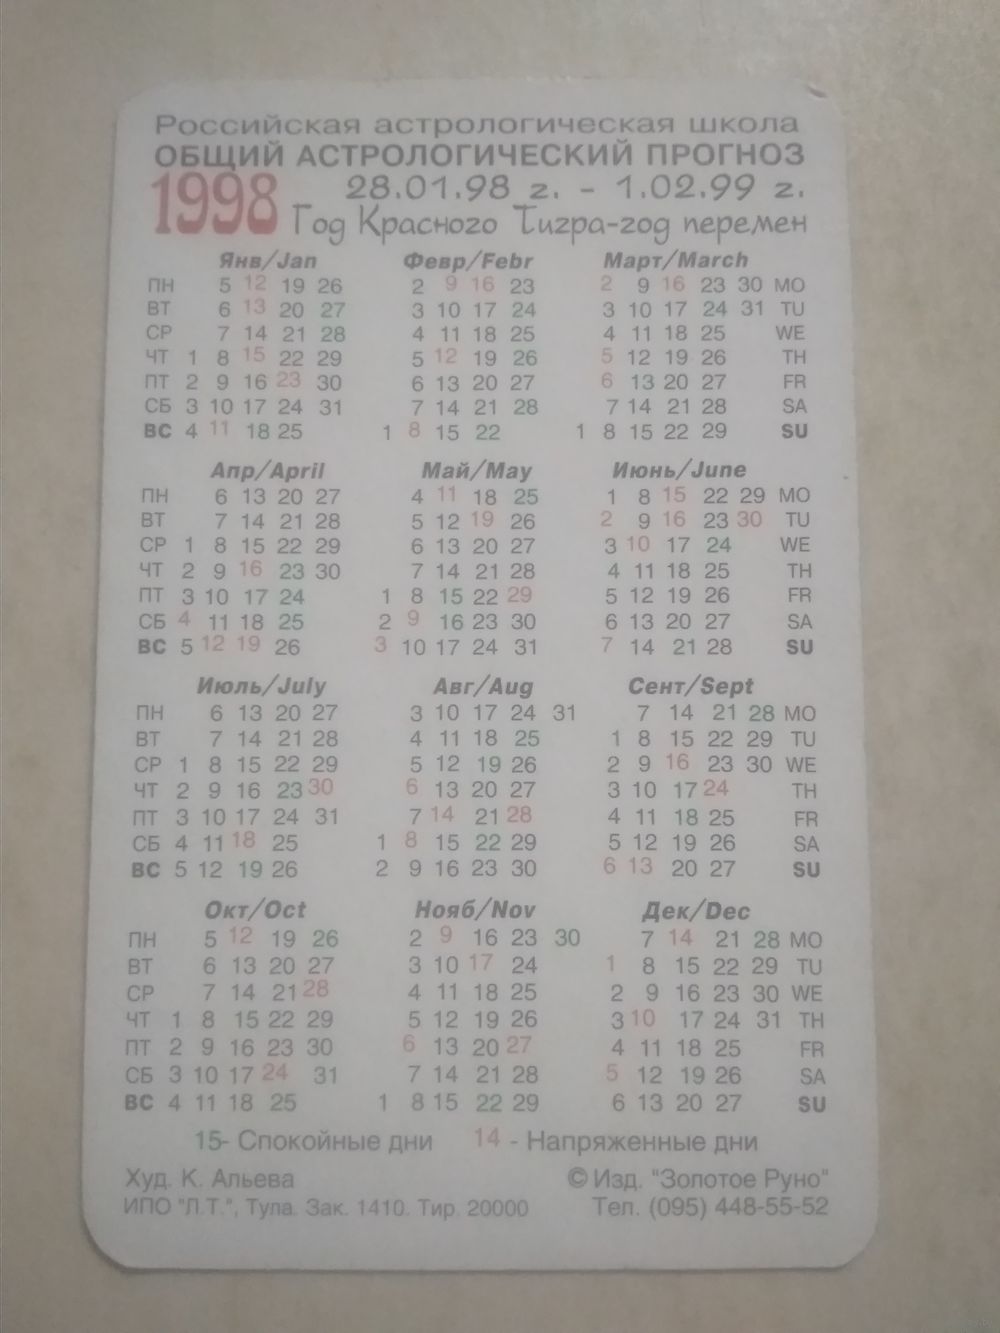 Российская астрологическая школа
ОБЩИЙ АСТРОЛОГИЧЕСКИЙ ПРОГНОЗ
1998 28.01.98 г. - 1.02.99 г.
Год Красного Тигра-год перемен
Янв/Jan Февр/Febr Март/March
ПН 5 12 19 26 2 9 16 23 2 9 16 23 30 MO
ВТ 6 13 20 27 3 10 17 24 3 10 17 24 31 TU
СР 7 14 21 28 4 11 18 25 4 11 18 25 WE
ЧТ 1 8 15 22 29 5 12 19 26 5 12 19 26 TH
ПТ 2 9 16 23 30 6 13 20 27 6 13 20 27 FR
СБ 3 10 17 24 31 7 14 21 28 7 14 21 28 SA
ВС 4 11 18 25 1 8 15 22 1 8 15 22 29 SU
Апр/April Май/May Июнь/June
ПН 6 13 20 27 4 11 18 25 1 8 15 22 29 MO
ВТ 7 14 21 28 5 12 19 26 2 9 16 23 30 TU
СР 1 8 15 22 29 6 13 20 27 3 10 17 24 WE
ЧТ 2 9 16 23 30 7 14 21 28 4 11 18 25 TH
ПТ 3 10 17 24 1 8 15 22 29 5 12 19 26 FR
СБ 4 11 18 25 2 9 16 23 30 6 13 20 27 SA
ВС 5 12 19 26 3 10 17 24 31 7 14 21 28 SU
Июль/July Авг/Aug Сент/Sept
ПН 6 13 20 27 3 10 17 24 31 7 14 21 28 MO
ВТ 7 14 21 28 4 11 18 25 1 8 15 22 29 TU
СР 1 8 15 22 29 5 12 19 26 2 9 16 23 30 WE
ЧТ 2 9 16 23 30 6 13 20 27 3 10 17 24 TH
ПТ 3 10 17 24 31 7 14 21 28 4 11 18 25 FR
СБ 4 11 18 25 1 8 15 22 29 5 12 19 26 SA
ВС 5 12 19 26 2 9 16 23 30 6 13 20 27 SU
Окт/Oct Нояб/Nov Дек/Dec
ПН 5 12 19 26 2 9 16 23 30 7 14 21 28 MO
ВТ 6 13 20 27 3 10 17 24 1 8 15 22 29 TU
СР 7 14 21 28 4 11 18 25 2 9 16 23 30 WE
ЧТ 1 8 15 22 29 5 12 19 26 3 10 17 24 31 TH
ПТ 2 9 16 23 30 6 13 20 27 4 11 18 25 FR
СБ 3 10 17 24 31 7 14 21 28 5 12 19 26 SA
ВС 4 11 18 25 1 8 15 22 29 6 13 20 27 SU
15- Спокойные дни 14 - Напряженные дни
Худ. К. Альева © Изд. "Золотое Руно"
ИПО "Л.Т.", Тула. Зак. 1410. Тир. 20000 Тел. (095) 448-55-52